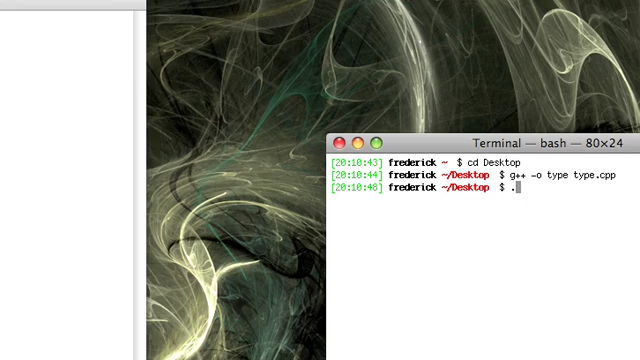 Terminal — bash — 80×24
[20:10:43] frederick ~ $ cd Desktop
[20:10:44] frederick ~/Desktop $ g++ -o type type.cpp
[20:10:48] frederick ~/Desktop $ .